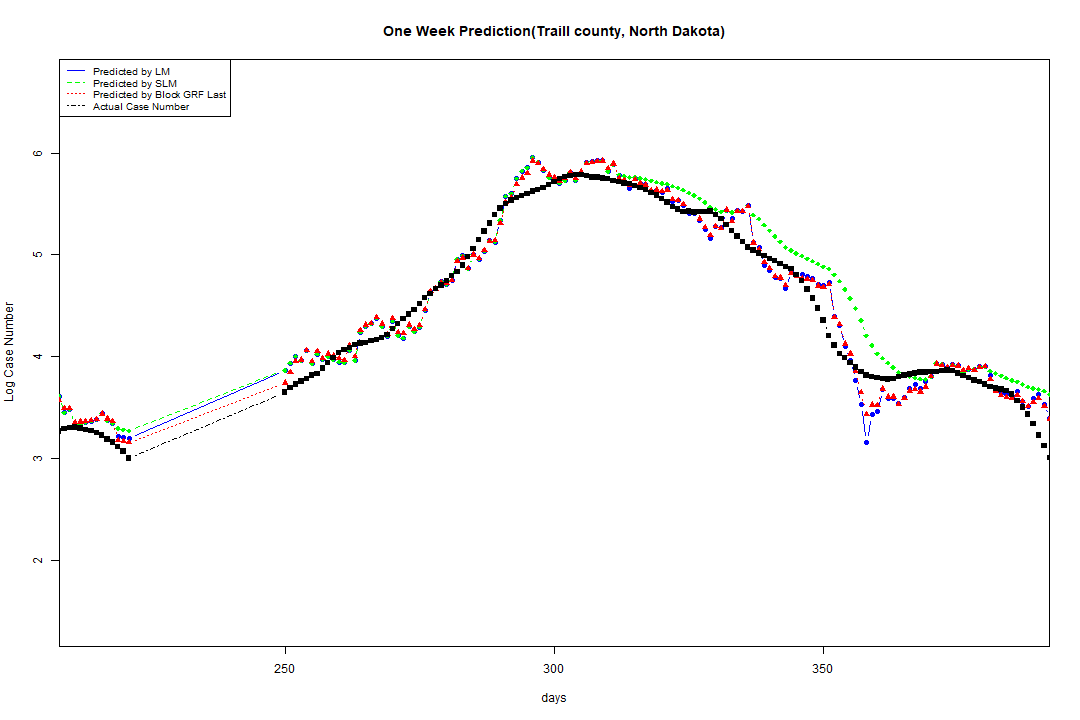 One Week Prediction(Traill county, North Dakota)
Predicted by LM
Predicted by SLM
Predicted by Block GRF Last
Actual Case Number
6
5
4
3
2
Log Case Number
250
300
350
days